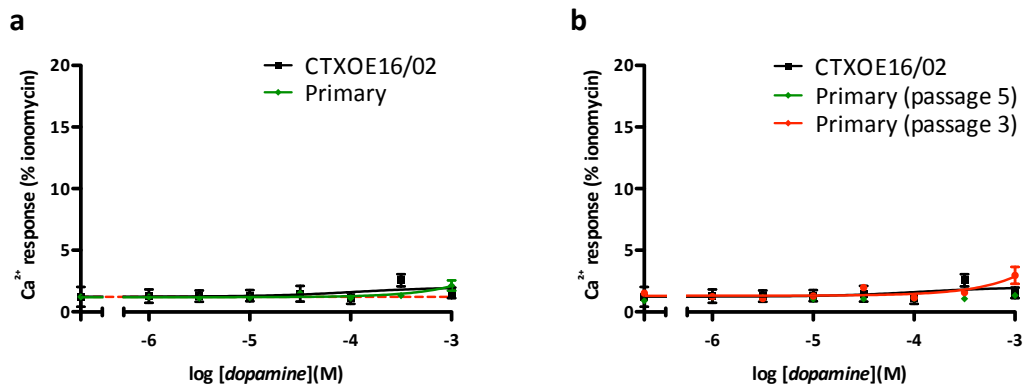 a
20
15
10
5
0
Ca²⁺ response (% ionomycin)
CTXOE16/02
Primary
-6
-5
-4
-3
log [dopamine](M)
b
20
15
10
5
0
Ca²⁺ response (% ionomycin)
CTXOE16/02
Primary (passage 5)
Primary (passage 3)
-6
-5
-4
-3
log [dopamine](M)